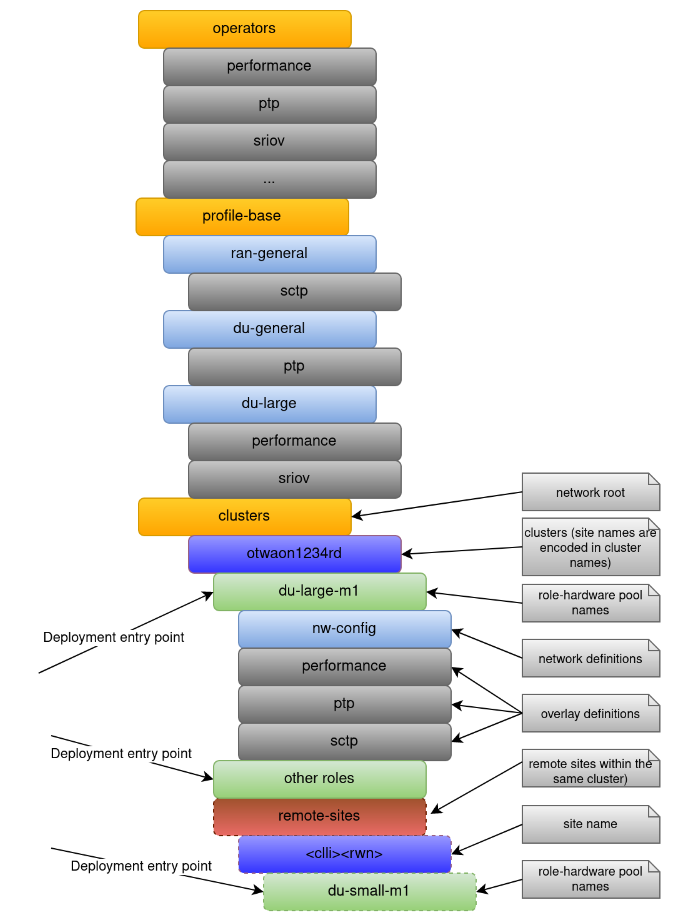 operators
performance
ptp
sriov
...
profile-base
ran-general
sctp
du-general
ptp
du-large
performance
sriov
clusters
network root
otwaon1234rd
clusters (site names are
encoded in cluster
names)
du-large-m1
role-hardware pool
names
Deployment entry point
nw-config
network definitions
performance
ptp
overlay definitions
sctp
Deployment entry point
other roles
remote sites within the
same cluster)
remote-sites
site name
<clli><rwn>
Deployment entry point
du-small-m1
role-hardware pool
names